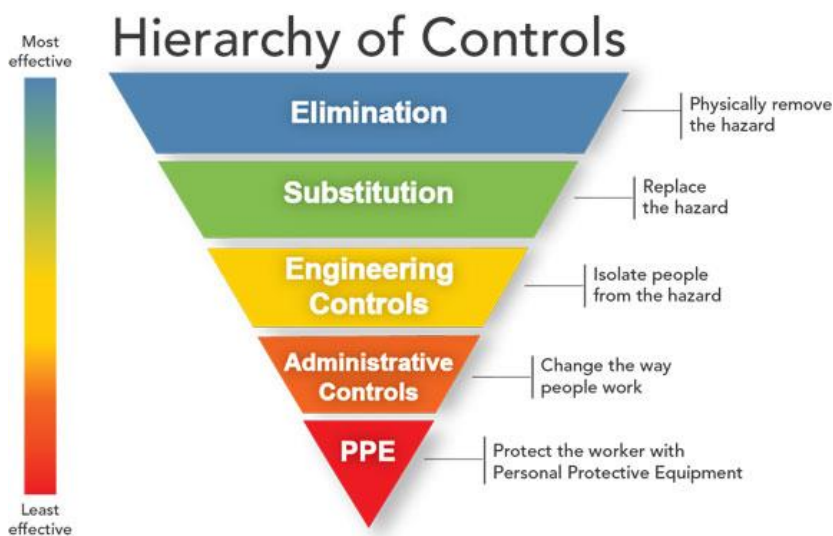 Hierarchy of Controls
Most
effective
Elimination
Physically remove
the hazard
Substitution
Replace
the hazard
Engineering
Controls
Isolate people
from the hazard
Administrative
Controls
Change the way
people work
PPE
Protect the worker with
Personal Protective Equipment
Least
effective